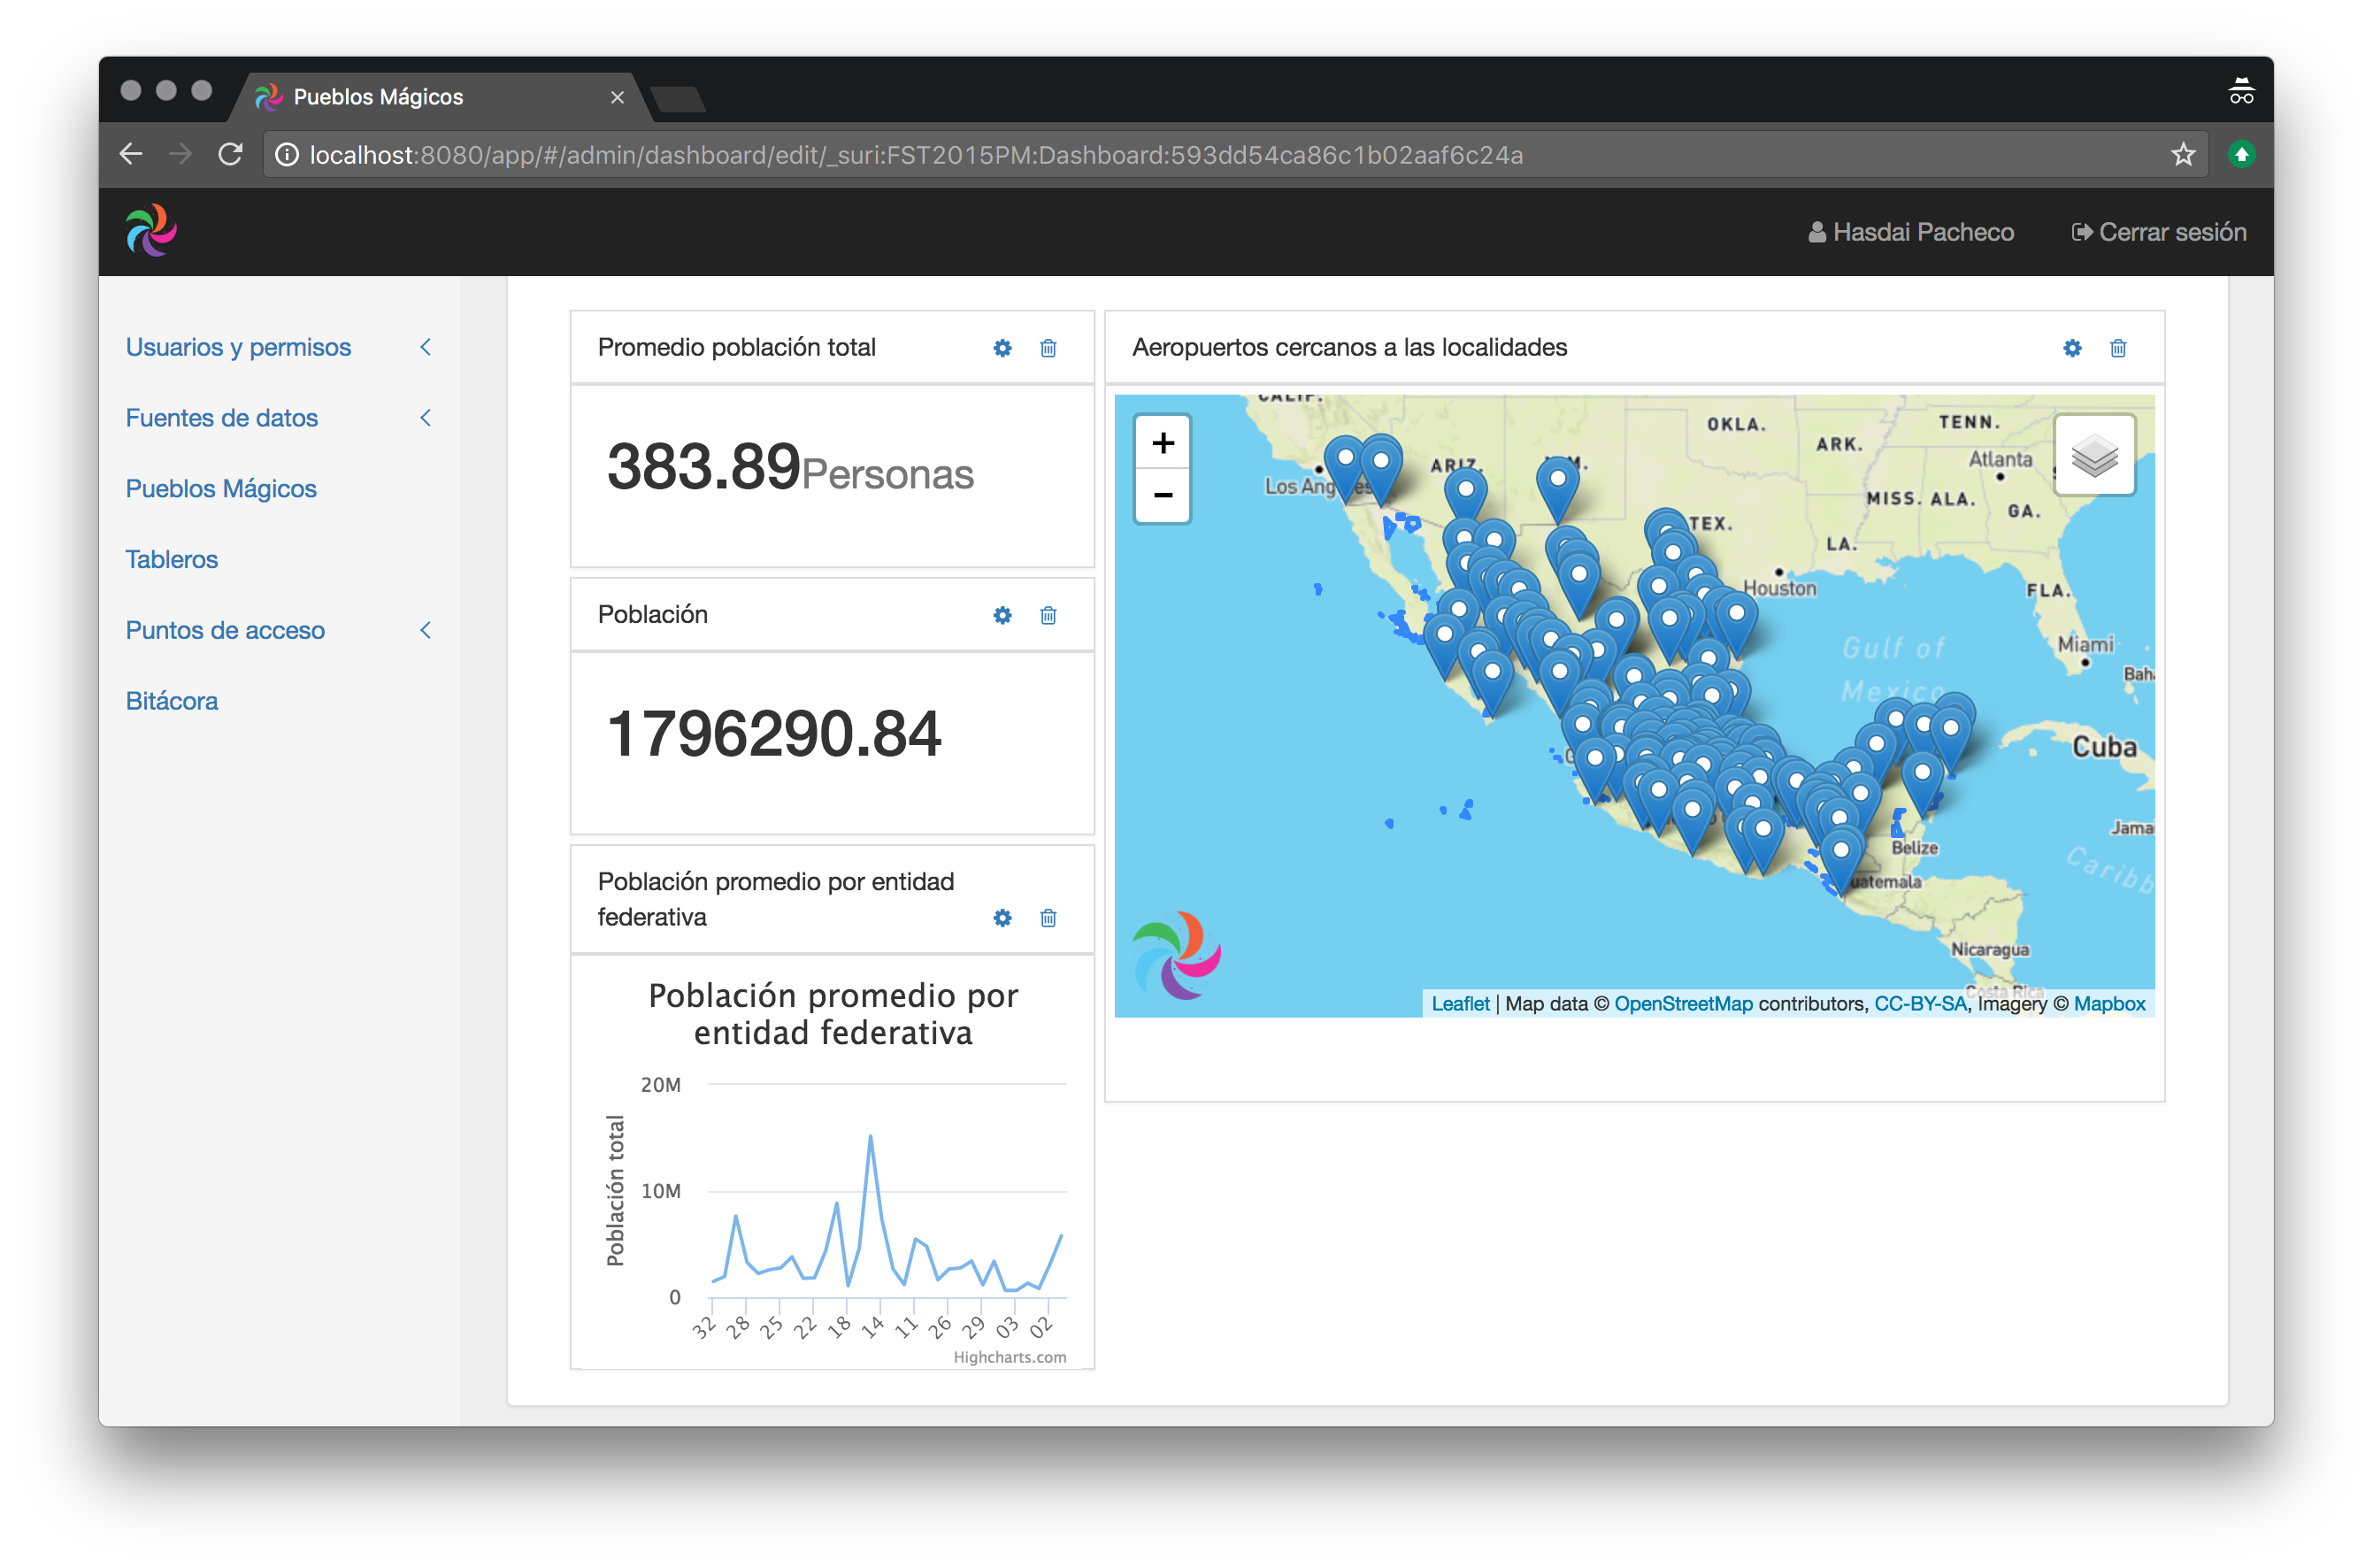 Pueblos Mágicos
localhost:8080/app/#/admin/dashboard/edit/_suri:FST2015PM:Dashboard:593dd54ca86c1b02aaf6c24a
Hasdai Pacheco
Cerrar sesión
Usuarios y permisos
Fuentes de datos
Pueblos Mágicos
Tableros
Puntos de acceso
Bitácora
Promedio población total
383.89Personas
Población
1796290.84
Población promedio por entidad
federativa
Población promedio por
entidad federativa
Población total
20M
10M
0
32 28 25 22 18 14 11 26 29 03 02
Highcharts.com
Aeropuertos cercanos a las localidades
+
−
CALIF.
OKLA.
TENN.
ARK.
Atlanta
ARIZ.
Los Angeles
MISS. ALA.
GA.
TEX.
LA.
Houston
FLA.
Gulf of
Mexico
Miami
Cuba
Belize
Caribb
Nicaragua
Costa Rica
Leaflet | Map data © OpenStreetMap contributors, CC-BY-SA, Imagery © Mapbox